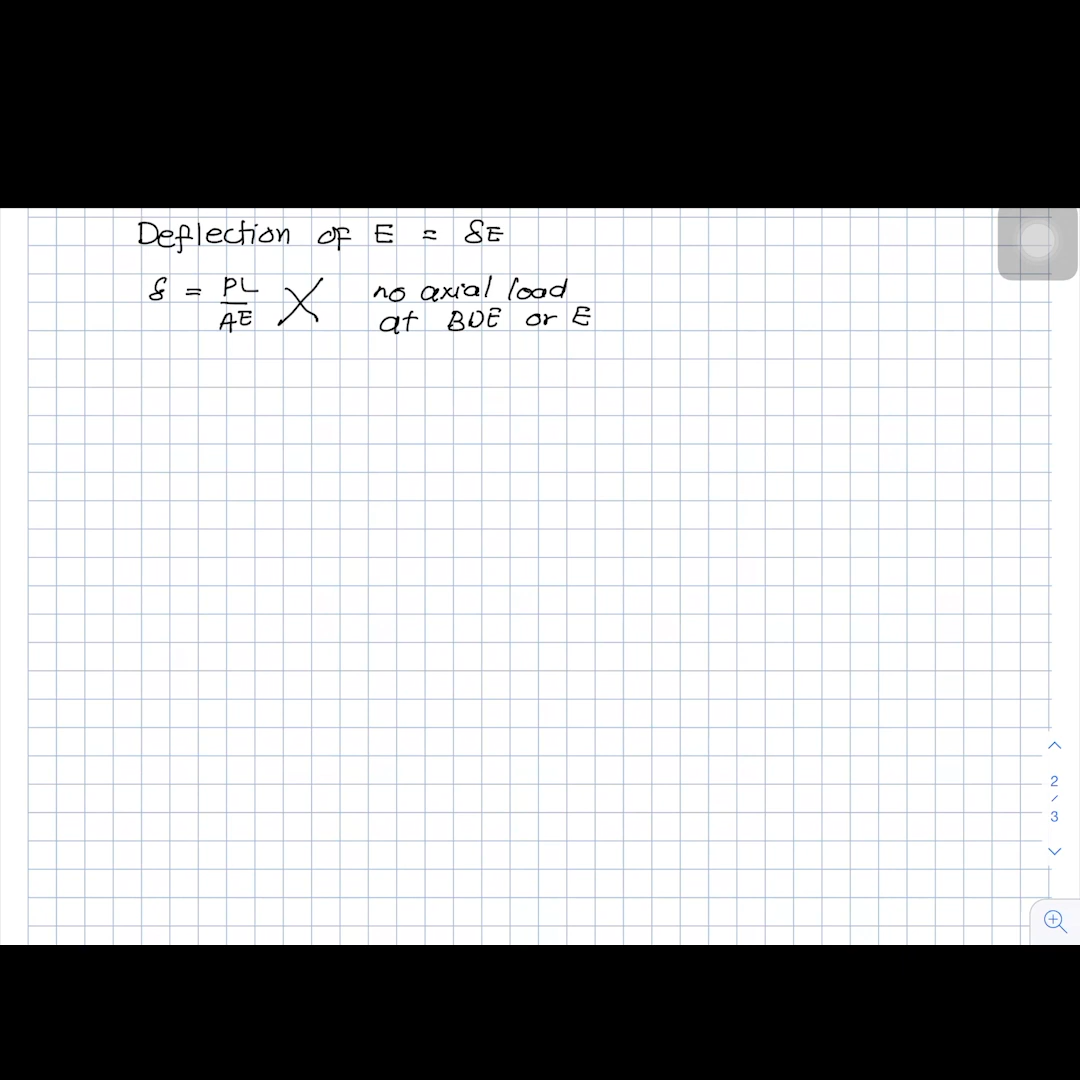 Deflection of E = δE
δ = PL/AE X no axial load
at BDE or E
2
/
3